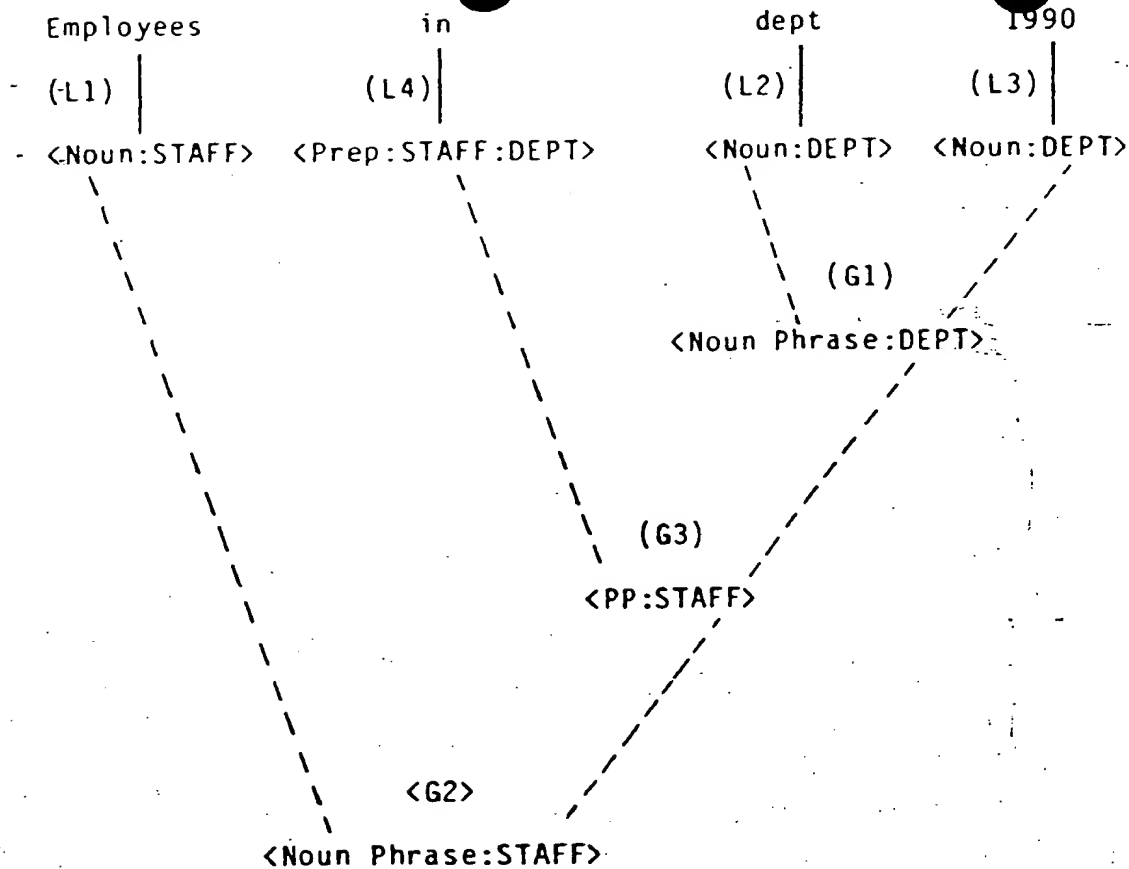 Employees in dept 1990
(L1) (L4) (L2) (L3)
<Noun:STAFF> <Prep:STAFF:DEPT> <Noun:DEPT> <Noun:DEPT>
(G1)
<Noun Phrase:DEPT>
(G3)
<PP:STAFF>
<G2>
<Noun Phrase:STAFF>